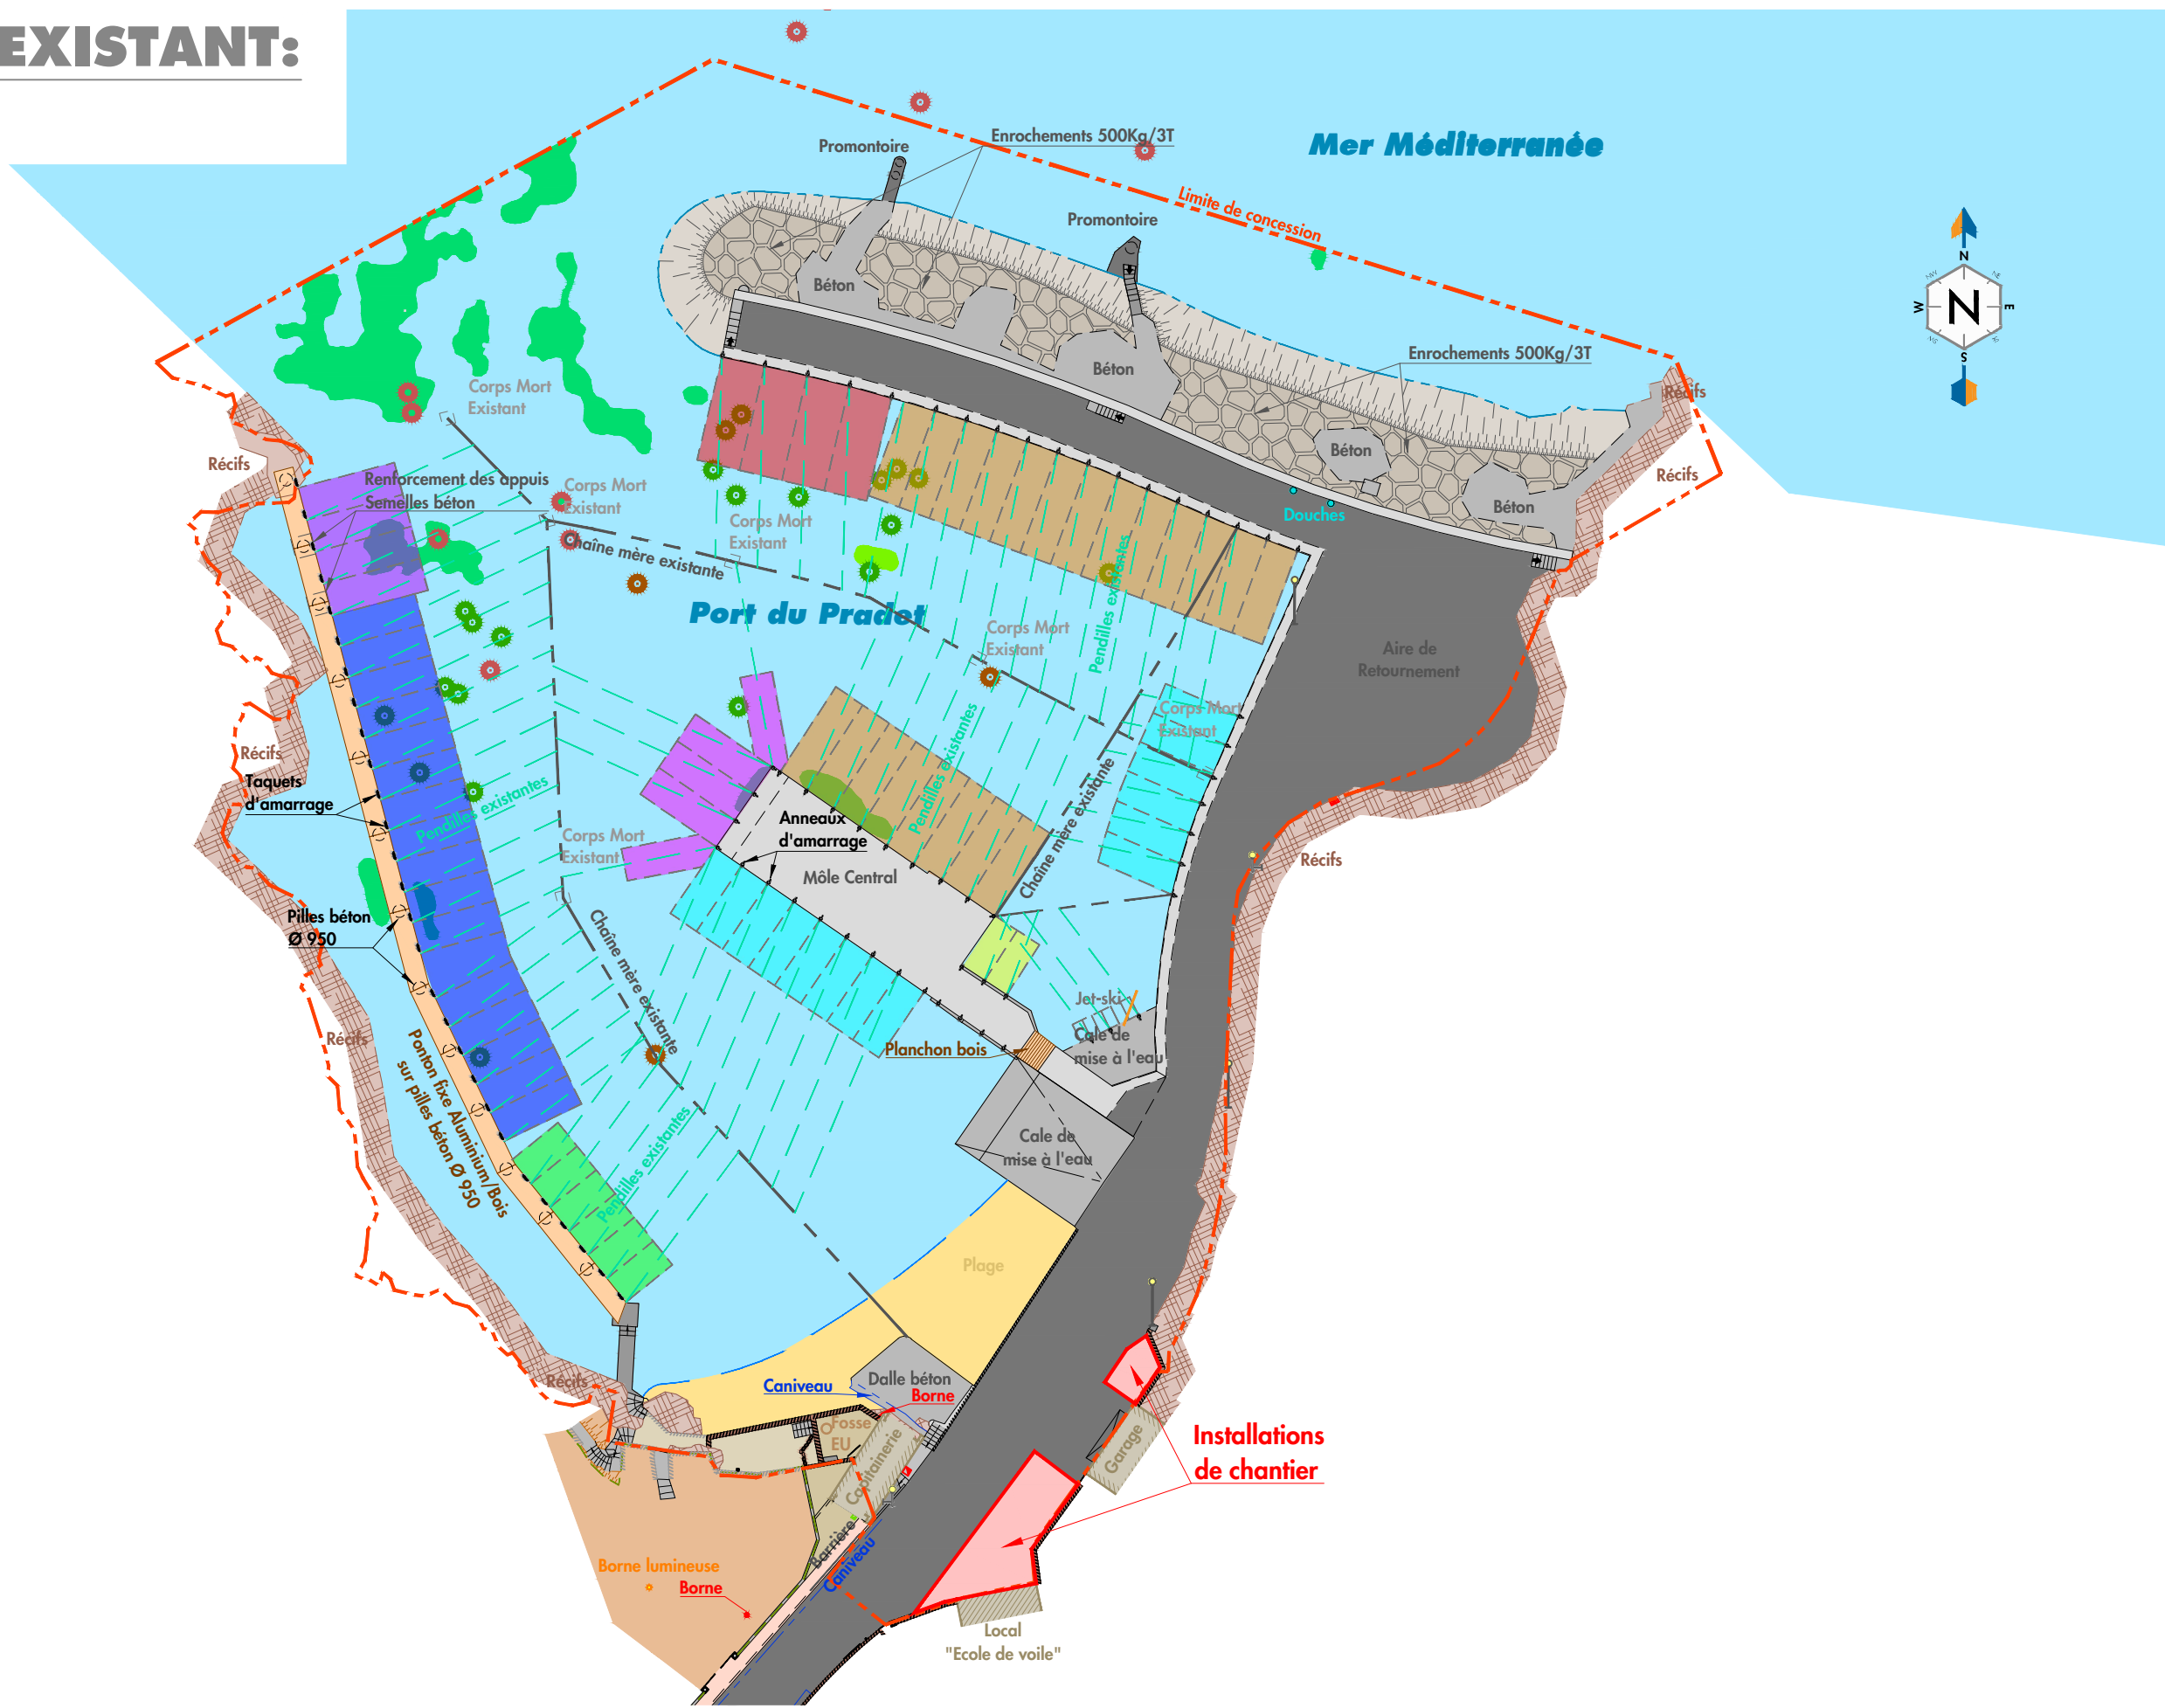 EXISTANT:
Mer Méditerranée
Promontoire
Enrochements 500Kg/3T
Limite de concession
Promontoire
N
N
NW
NE
W
E
S
Béton
Béton
Enrochements 500Kg/3T
Récifs
Béton
Béton
Récifs
Douches
Corps Mort
Existant
Récifs
Renforcement des appuis
Semelles béton
Corps Mort
Existant
Corps Mort
Existant
Chaîne mère existante
Port du Pradet
Pendilles existantes
Corps Mort
Existant
Aire de
Retournement
Corps Mort
Existant
Récifs
Taquets
d'amarrage
Pendilles existantes
Pendilles existantes
Chaîne mère existante
Anneaux
d'amarrage
Corps Mort
Existant
Môle Central
Récifs
Pilles béton
Ø 950
Chaîne mère existante
Jet-ski
Cale de
mise à l'eau
Planchon bois
Récifs
Ponton fixe Aluminium/Bois
sur pilles béton Ø 950
Cale de
mise à l'eau
Pendilles existantes
Plage
Récifs
Caniveau
Dalle béton
Borne
Fosse
EU
Capitainerie
Garage
Installations
de chantier
Barrière
Caniveau
Borne lumineuse
Borne
Local
"Ecole de voile"